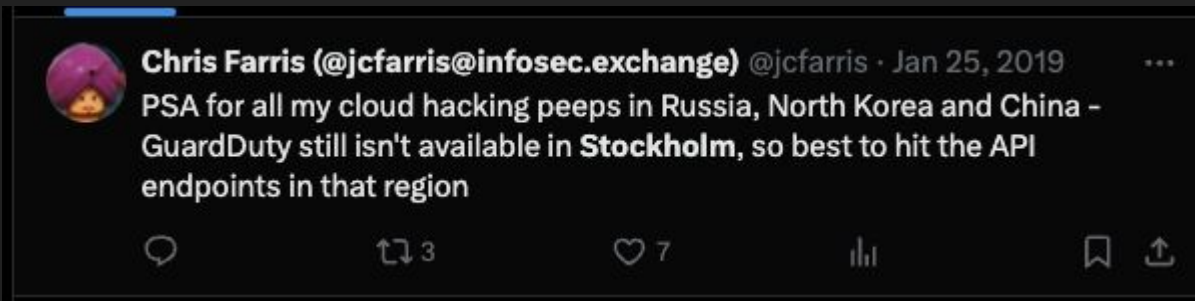 Chris Farris (@jcfarris@infosec.exchange) @jcfarris · Jan 25, 2019
PSA for all my cloud hacking peeps in Russia, North Korea and China -
GuardDuty still isn't available in Stockholm, so best to hit the API
endpoints in that region
3 7